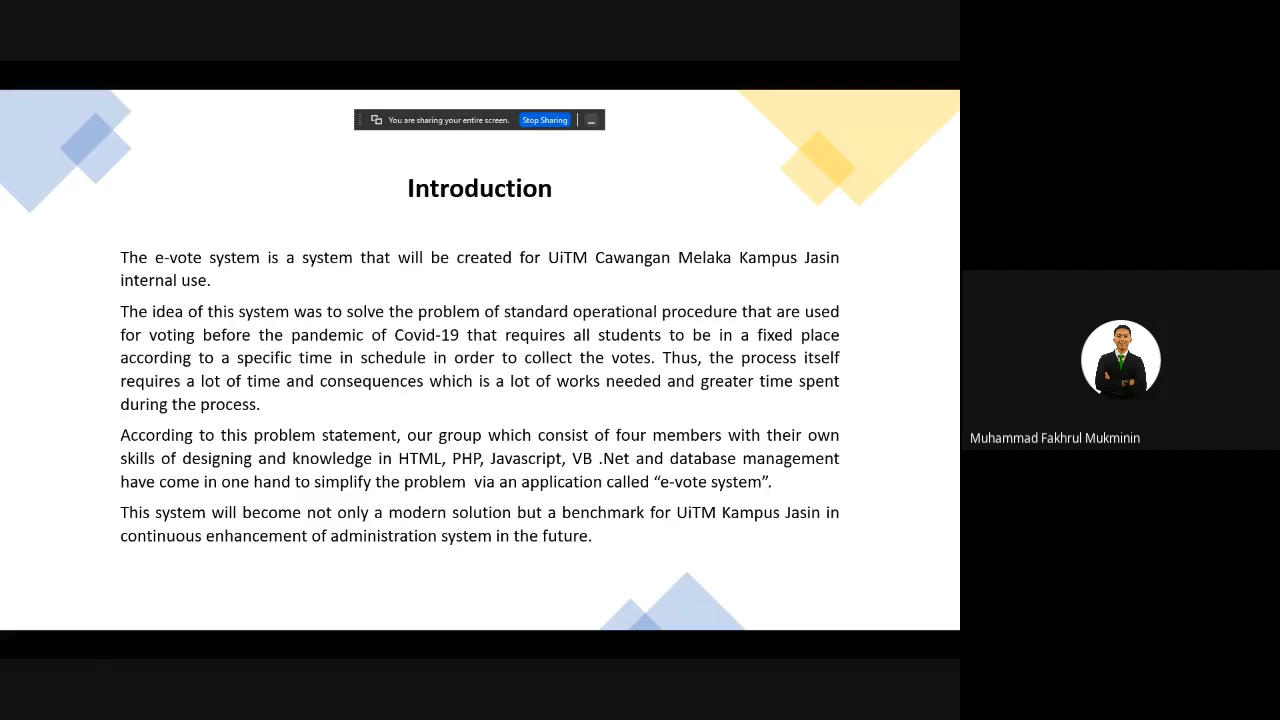 You are sharing your entire screen.
Stop Sharing
Introduction
The e-vote system is a system that will be created for UiTM Cawangan Melaka Kampus Jasin
internal use.
The idea of this system was to solve the problem of standard operational procedure that are used
for voting before the pandemic of Covid-19 that requires all students to be in a fixed place
according to a specific time in schedule in order to collect the votes. Thus, the process itself
requires a lot of time and consequences which is a lot of works needed and greater time spent
during the process.
According to this problem statement, our group which consist of four members with their own
skills of designing and knowledge in HTML, PHP, Javascript, VB .Net and database management
have come in one hand to simplify the problem  via an application called “e-vote system”.
This system will become not only a modern solution but a benchmark for UiTM Kampus Jasin in
continuous enhancement of administration system in the future.
Muhammad Fakhrul Mukminin